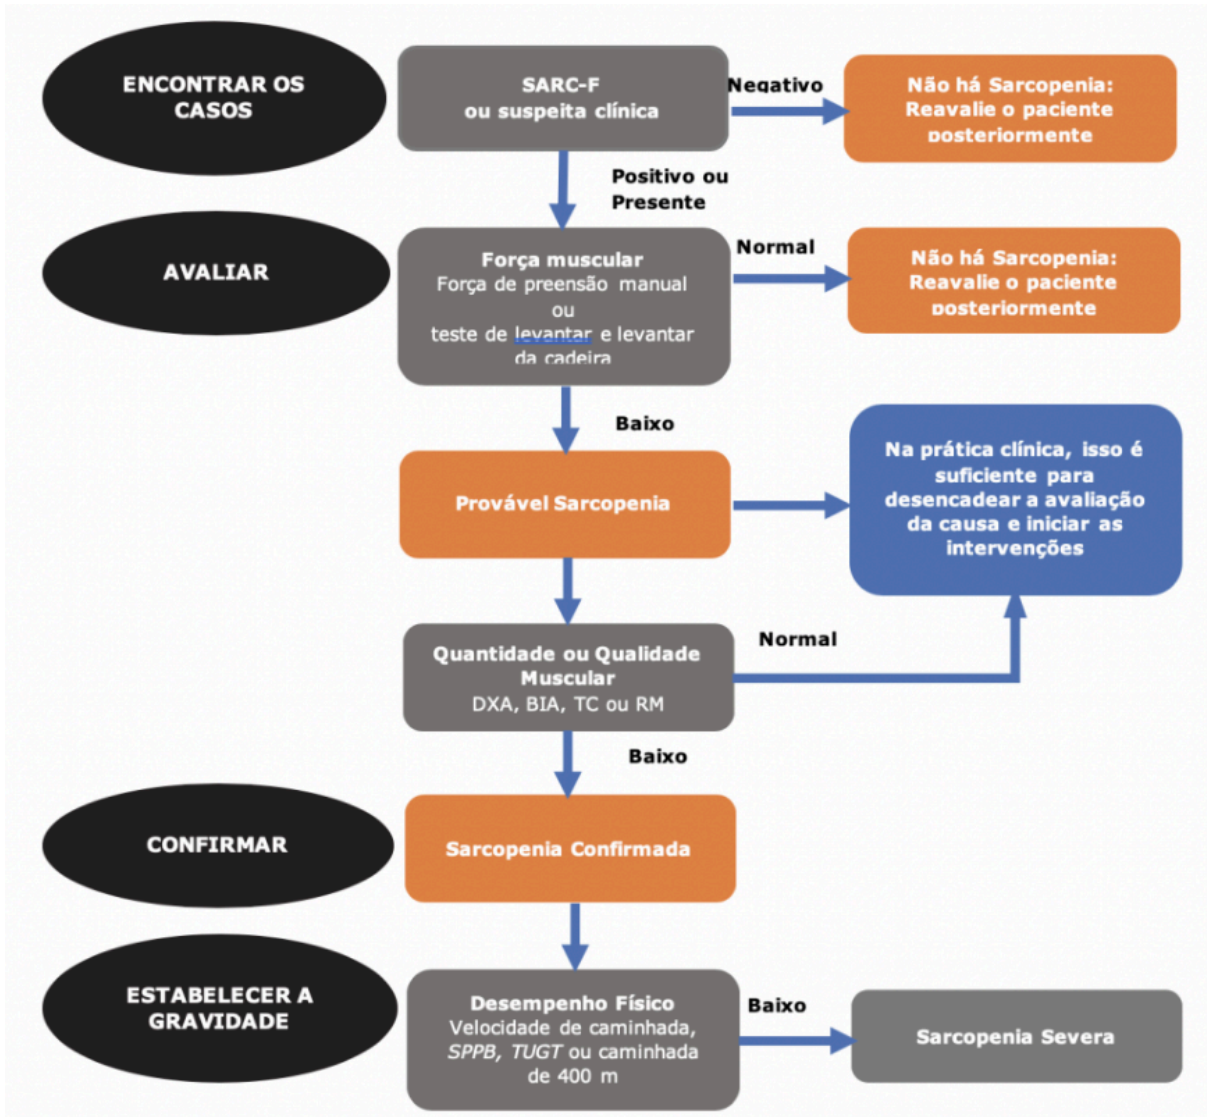 ENCONTRAR OS
CASOS
SARC-F
ou suspeita clínica
Negativo
Não há Sarcopenia:
Reavalie o paciente
posteriormente
Positivo ou
Presente
AVALIAR
Força muscular
Força de preensão manual
ou
teste de levantar e levantar
da cadeira
Normal
Não há Sarcopenia:
Reavalie o paciente
posteriormente
Baixo
Provável Sarcopenia
Na prática clínica, isso é
suficiente para
desencadear a avaliação
da causa e iniciar as
intervenções
Quantidade ou Qualidade
Muscular
DXA, BIA, TC ou RM
Normal
Baixo
CONFIRMAR
Sarcopenia Confirmada
ESTABELECER A
GRAVIDADE
Desempenho Físico
Velocidade de caminhada,
SPPB, TUGT ou caminhada
de 400 m
Baixo
Sarcopenia Severa